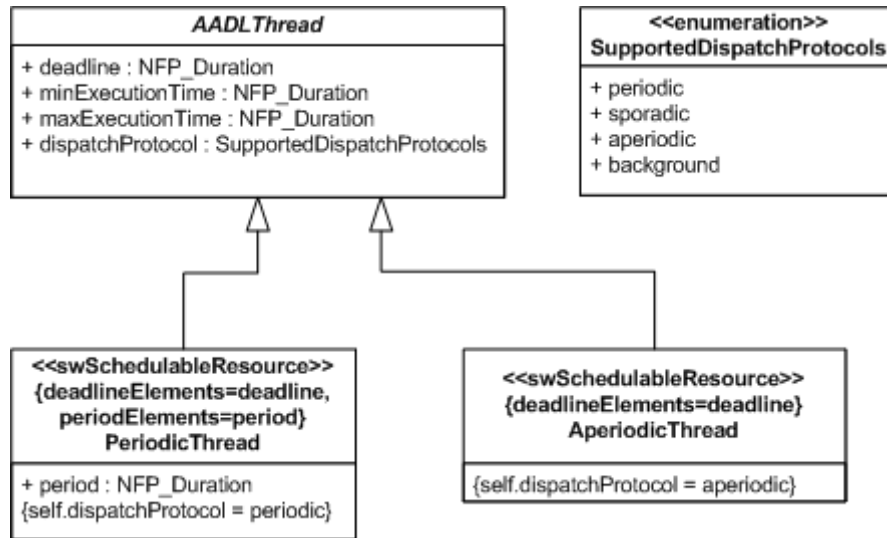 AADLThread
+ deadline : NFP_Duration
+ minExecutionTime : NFP_Duration
+ maxExecutionTime : NFP_Duration
+ dispatchProtocol : SupportedDispatchProtocols
<<enumeration>>
SupportedDispatchProtocols
+ periodic
+ sporadic
+ aperiodic
+ background
<<swSchedulableResource>>
{deadlineElements=deadline,
periodElements=period}
PeriodicThread
+ period : NFP_Duration
{self.dispatchProtocol = periodic}
<<swSchedulableResource>>
{deadlineElements=deadline}
AperiodicThread
{self.dispatchProtocol = aperiodic}